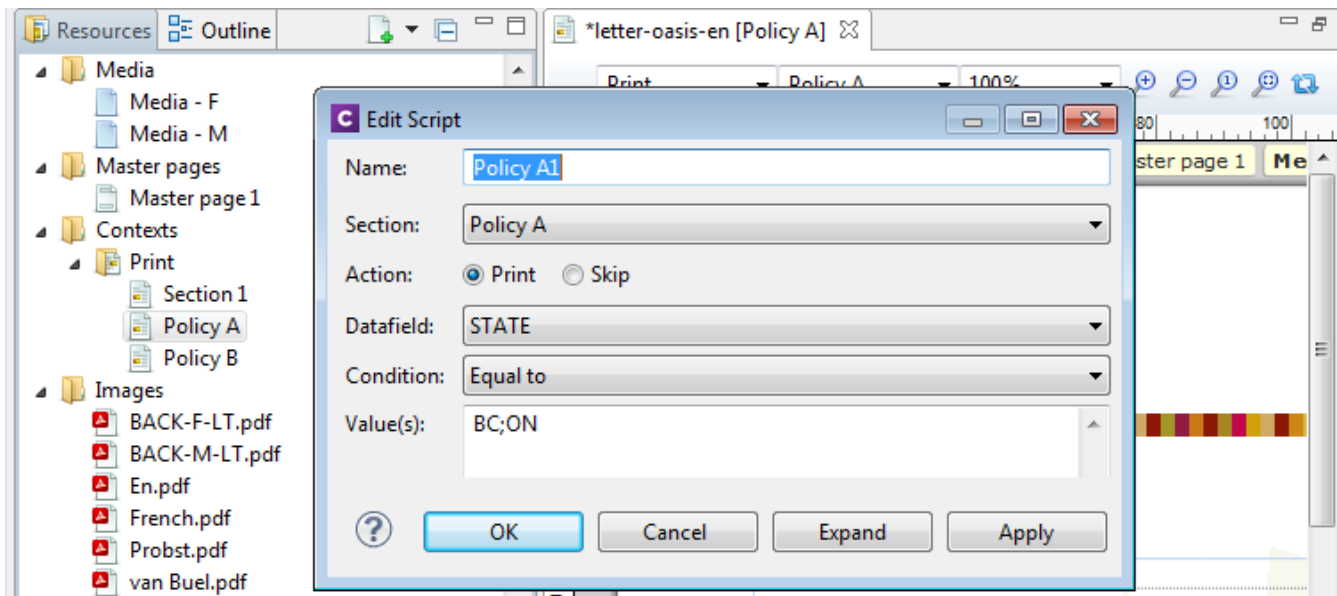 Resources Outline
*letter-oasis-en [Policy A]
Media
Media - F
Media - M
Master pages
Master page 1
Contexts
Print
Section 1
Policy A
Policy B
Images
BACK-F-LT.pdf
BACK-M-LT.pdf
En.pdf
French.pdf
Probst.pdf
van Buel.pdf
Print Policy A 100%
80 100
ster page 1 Me
C Edit Script
Name: Policy A1
Section: Policy A
Action: Print Skip
Datafield: STATE
Condition: Equal to
Value(s): BC;ON
? OK Cancel Expand Apply